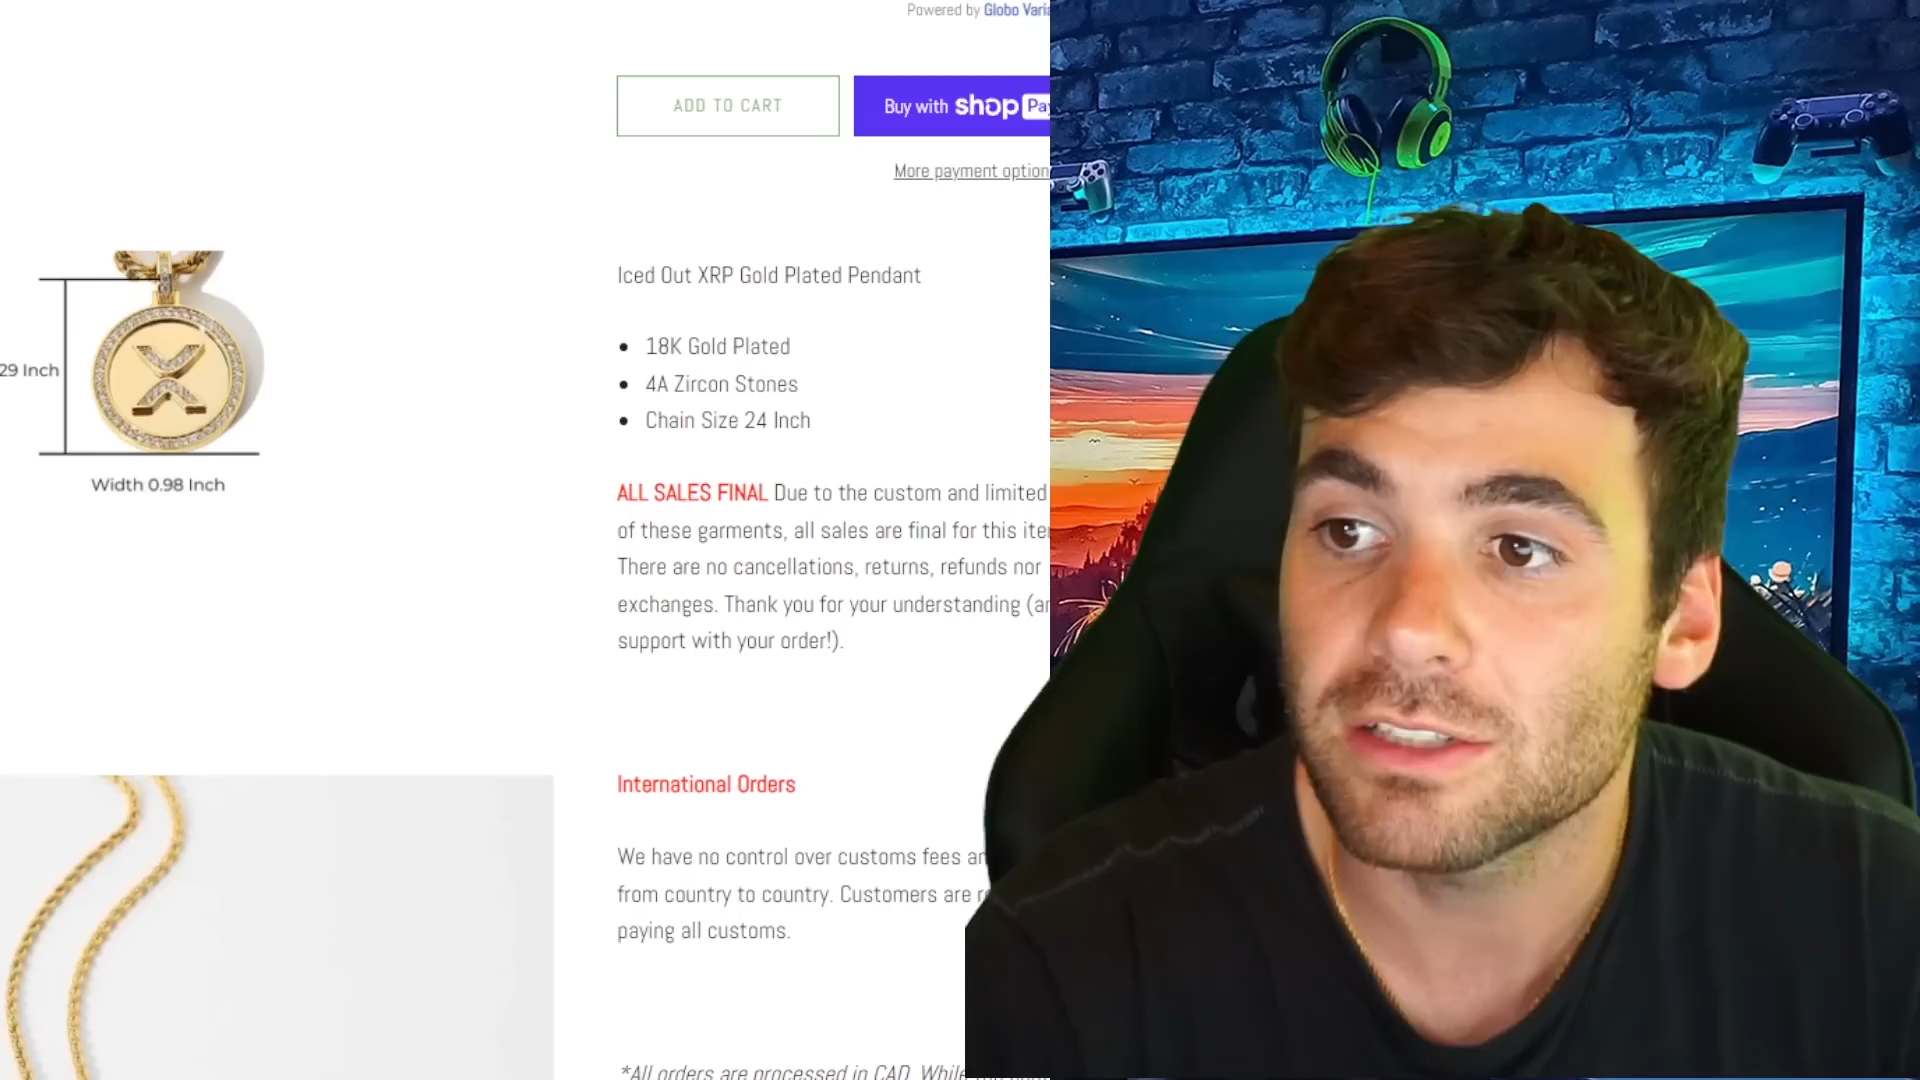 Powered by Globo
ADD TO CART
Buy with shop Pay
More payment option
29 Inch
Width 0.98 Inch
Iced Out XRP Gold Plated Pendant
18K Gold Plated
4A Zircon Stones
Chain Size 24 Inch
ALL SALES FINAL Due to the custom and limited
of these garments, all sales are final for this
There are no cancellations, returns, refunds nor
exchanges. Thank you for your understanding
support with your order!).
International Orders
We have no control over customs fees
from country to country. Customers are
paying all customs.
*All orders are processed in CAD. While